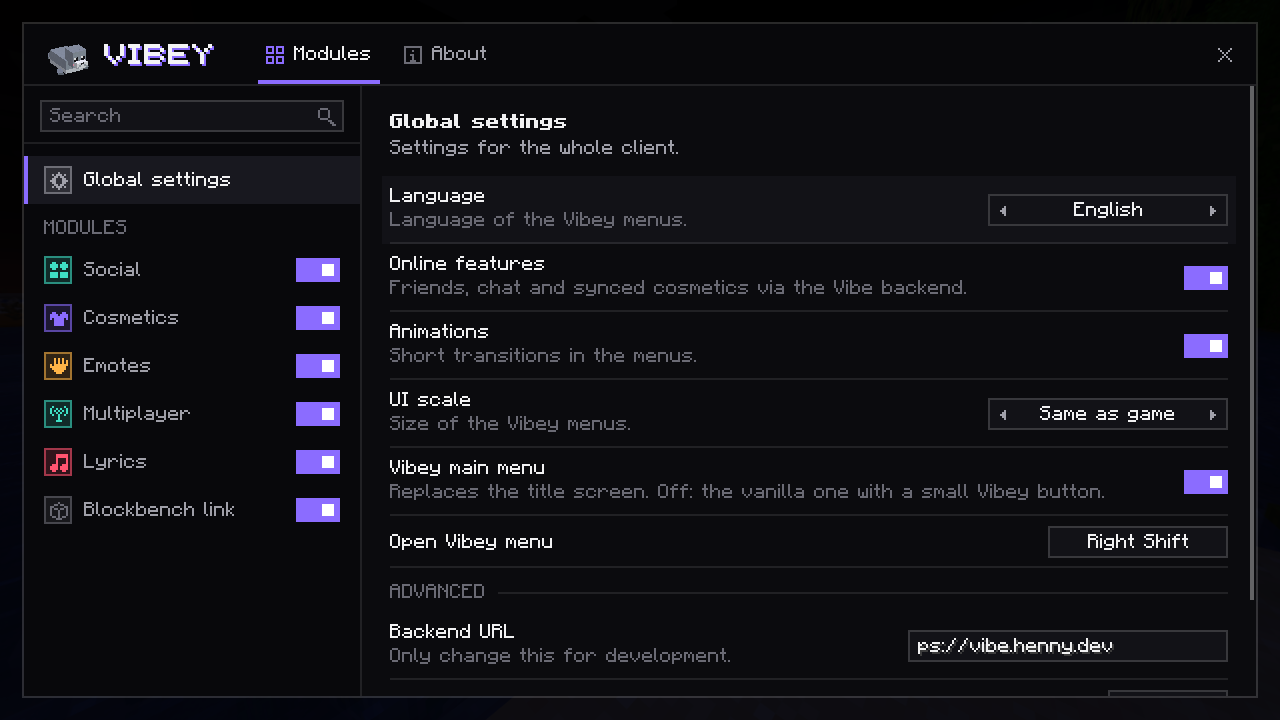 VIBEY
Modules
About
Search
Global settings
MODULES
Social
Cosmetics
Emotes
Multiplayer
Lyrics
Blockbench link
Global settings
Settings for the whole client.
Language
Language of the Vibey menus.
English
Online features
Friends, chat and synced cosmetics via the Vibe backend.
Animations
Short transitions in the menus.
UI scale
Size of the Vibey menus.
Same as game
Vibey main menu
Replaces the title screen. Off: the vanilla one with a small Vibey button.
Open Vibey menu
Right Shift
ADVANCED
Backend URL
Only change this for development.
ps://vibe.henny.dev